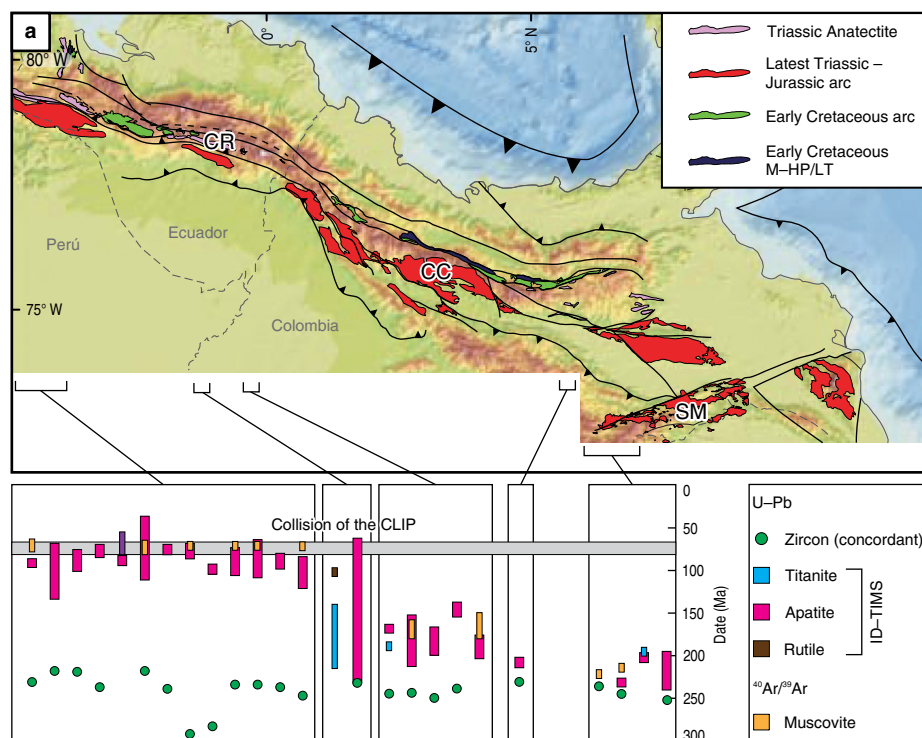 a
0°
5° N
80° W
75° W
CR
CC
SM
Perú
Ecuador
Colombia
Triassic Anatectite
Latest Triassic –
Jurassic arc
Early Cretaceous arc
Early Cretaceous
M–HP/LT
Collision of the CLIP
0
50
100
150
200
250
300
Date (Ma)
U–Pb
Zircon (concordant)
Titanite
Apatite
Rutile
ID–TIMS
⁴⁰Ar/³⁹Ar
Muscovite